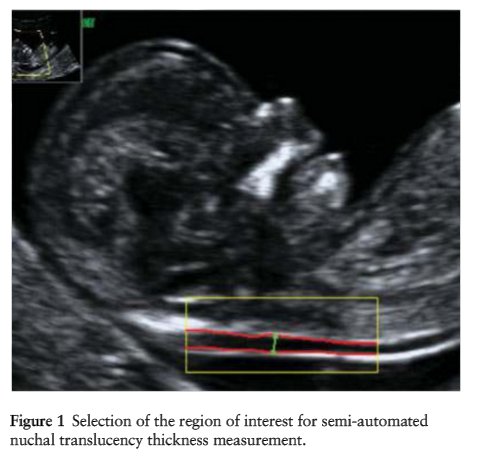 Figure 1 Selection of the region of interest for semi-automated
nuchal translucency thickness measurement.